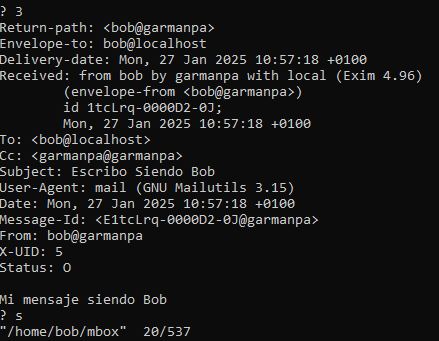 ? 3
Return-path: <bob@garmanpa>
Envelope-to: bob@localhost
Delivery-date: Mon, 27 Jan 2025 10:57:18 +0100
Received: from bob by garmanpa with local (Exim 4.96)
        (envelope-from <bob@garmanpa>)
        id 1tcLrq-0000D2-0J;
        Mon, 27 Jan 2025 10:57:18 +0100
To: <bob@localhost>
Cc: <garmanpa@garmanpa>
Subject: Escribo Siendo Bob
User-Agent: mail (GNU Mailutils 3.15)
Date: Mon, 27 Jan 2025 10:57:18 +0100
Message-Id: <E1tcLrq-0000D2-0J@garmanpa>
From: bob@garmanpa
X-UID: 5
Status: O

Mi mensaje siendo Bob
? s
"/home/bob/mbox"  20/537